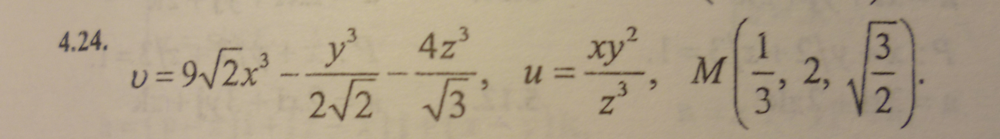 4.24. υ = 9√2x³ − y³/(2√2) − 4z³/√3, u = xy²/z³, M(1/3, 2, √(3/2)).